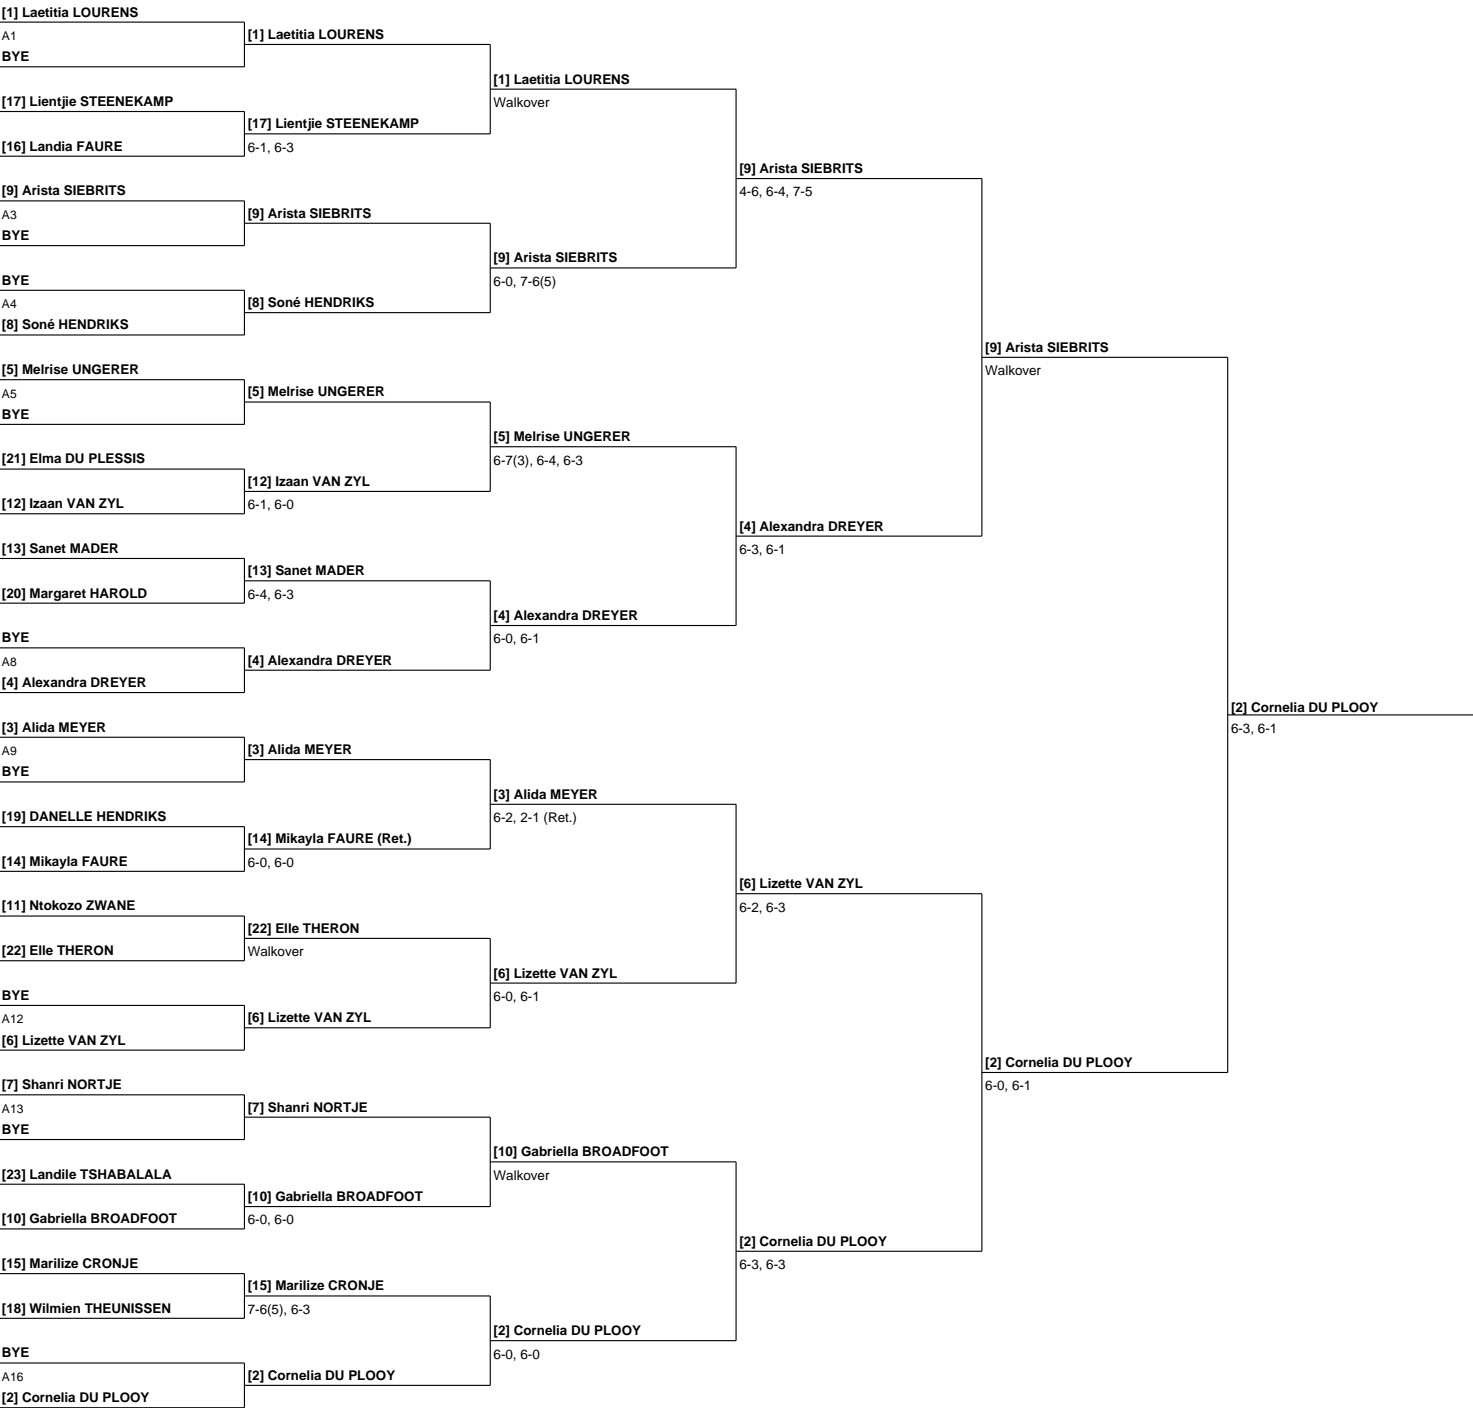 [1] Laetitia LOURENS
A1
BYE
[17] Lientjie STEENEKAMP
[16] Landia FAURE
[9] Arista SIEBRITS
A3
BYE
BYE
A4
[8] Soné HENDRIKS
[5] Melrise UNGERER
A5
BYE
[21] Elma DU PLESSIS
[12] Izaan VAN ZYL
[13] Sanet MADER
[20] Margaret HAROLD
BYE
A8
[4] Alexandra DREYER
[3] Alida MEYER
A9
BYE
[19] DANELLE HENDRIKS
[14] Mikayla FAURE
[11] Ntokozo ZWANE
[22] Elle THERON
BYE
A12
[6] Lizette VAN ZYL
[7] Shanri NORTJE
A13
BYE
[23] Landile TSHABALALA
[10] Gabriella BROADFOOT
[15] Marilize CRONJE
[18] Wilmien THEUNISSEN
BYE
A16
[2] Cornelia DU PLOOY
[1] Laetitia LOURENS
[17] Lientjie STEENEKAMP
6-1, 6-3
[9] Arista SIEBRITS
[8] Soné HENDRIKS
[5] Melrise UNGERER
[12] Izaan VAN ZYL
6-1, 6-0
[13] Sanet MADER
6-4, 6-3
[4] Alexandra DREYER
[3] Alida MEYER
[14] Mikayla FAURE (Ret.)
6-0, 6-0
[22] Elle THERON
Walkover
[6] Lizette VAN ZYL
[7] Shanri NORTJE
[10] Gabriella BROADFOOT
6-0, 6-0
[15] Marilize CRONJE
7-6(5), 6-3
[2] Cornelia DU PLOOY
[1] Laetitia LOURENS
Walkover
[9] Arista SIEBRITS
6-0, 7-6(5)
[5] Melrise UNGERER
6-7(3), 6-4, 6-3
[4] Alexandra DREYER
6-0, 6-1
[3] Alida MEYER
6-2, 2-1 (Ret.)
[6] Lizette VAN ZYL
6-0, 6-1
[10] Gabriella BROADFOOT
Walkover
[2] Cornelia DU PLOOY
6-0, 6-0
[9] Arista SIEBRITS
4-6, 6-4, 7-5
[4] Alexandra DREYER
6-3, 6-1
[6] Lizette VAN ZYL
6-2, 6-3
[2] Cornelia DU PLOOY
6-3, 6-3
[9] Arista SIEBRITS
Walkover
[2] Cornelia DU PLOOY
6-0, 6-1
[2] Cornelia DU PLOOY
6-3, 6-1